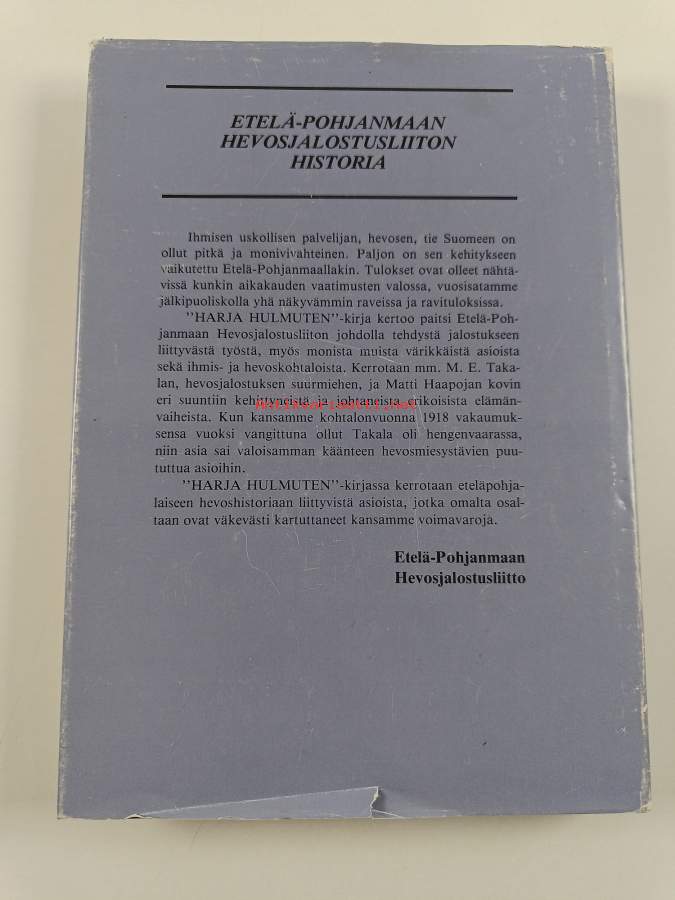 ETELÄ-POHJANMAAN
HEVOSJALOSTUSLIITON
HISTORIA
Ihmisen uskollisen palvelijan, hevosen, tie Suomeen on
ollut pitkä ja monivivahteinen. Paljon on sen kehitykseen
vaikutettu Etelä-Pohjanmaallakin. Tulokset ovat olleet nähtä-
vissä kunkin aikakauden vaatimusten valossa, vuosisatamme
jälkipuoliskolla yhä näkyvämmin raveissa ja ravituloksissa.
''HARJA HULMUTEN''-kirja kertoo paitsi Etelä-Poh-
janmaan Hevosjalostusliiton johdolla tehdystä jalostukseen
liittyvästä työstä, myös monista muista värikkäistä asioista
sekä ihmis- ja hevoskohtaloista. Kerrotaan mm. M. E. Taka-
lan, hevosjalostuksen suurmiehen, ja Matti Haapojan kovin
eri suuntiin kehittyneistä ja johtaneista erikoisista elämän-
vaiheista. Kun kansamme kohtalonvuonna 1918 vakaumuk-
sensa vuoksi vangittuna ollut Takala oli hengenvaarassa,
niin asia sai valoisamman käänteen hevosmiesystävien puu-
tuttua asioihin.
''HARJA HULMUTEN''-kirjassa kerrotaan eteläpohja-
laiseen hevoshistoriaan liittyvistä asioista, jotka omalta osal-
taan ovat väkevästi kartuttaneet kansamme voimavaroja.
Etelä-Pohjanmaan
Hevosjalostusliitto